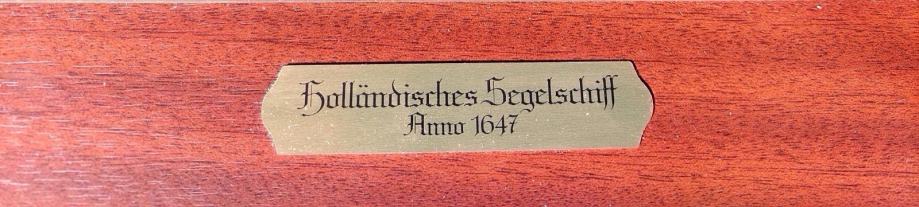 Holländisches Segelschiff
Anno 1647